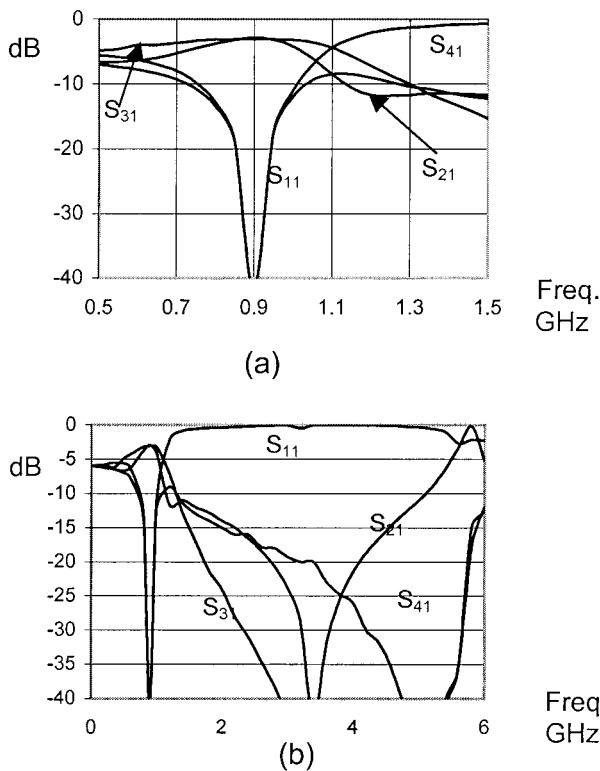 dB
0
-10
-20
-30
-40
S41
S31
S21
S11
0.5 0.7 0.9 1.1 1.3 1.5
Freq.
GHz
(a)
dB
0
-5
-10
-15
-20
-25
-30
-35
-40
S11
S21
S31
S41
0 2 4 6
Freq
GHz
(b)